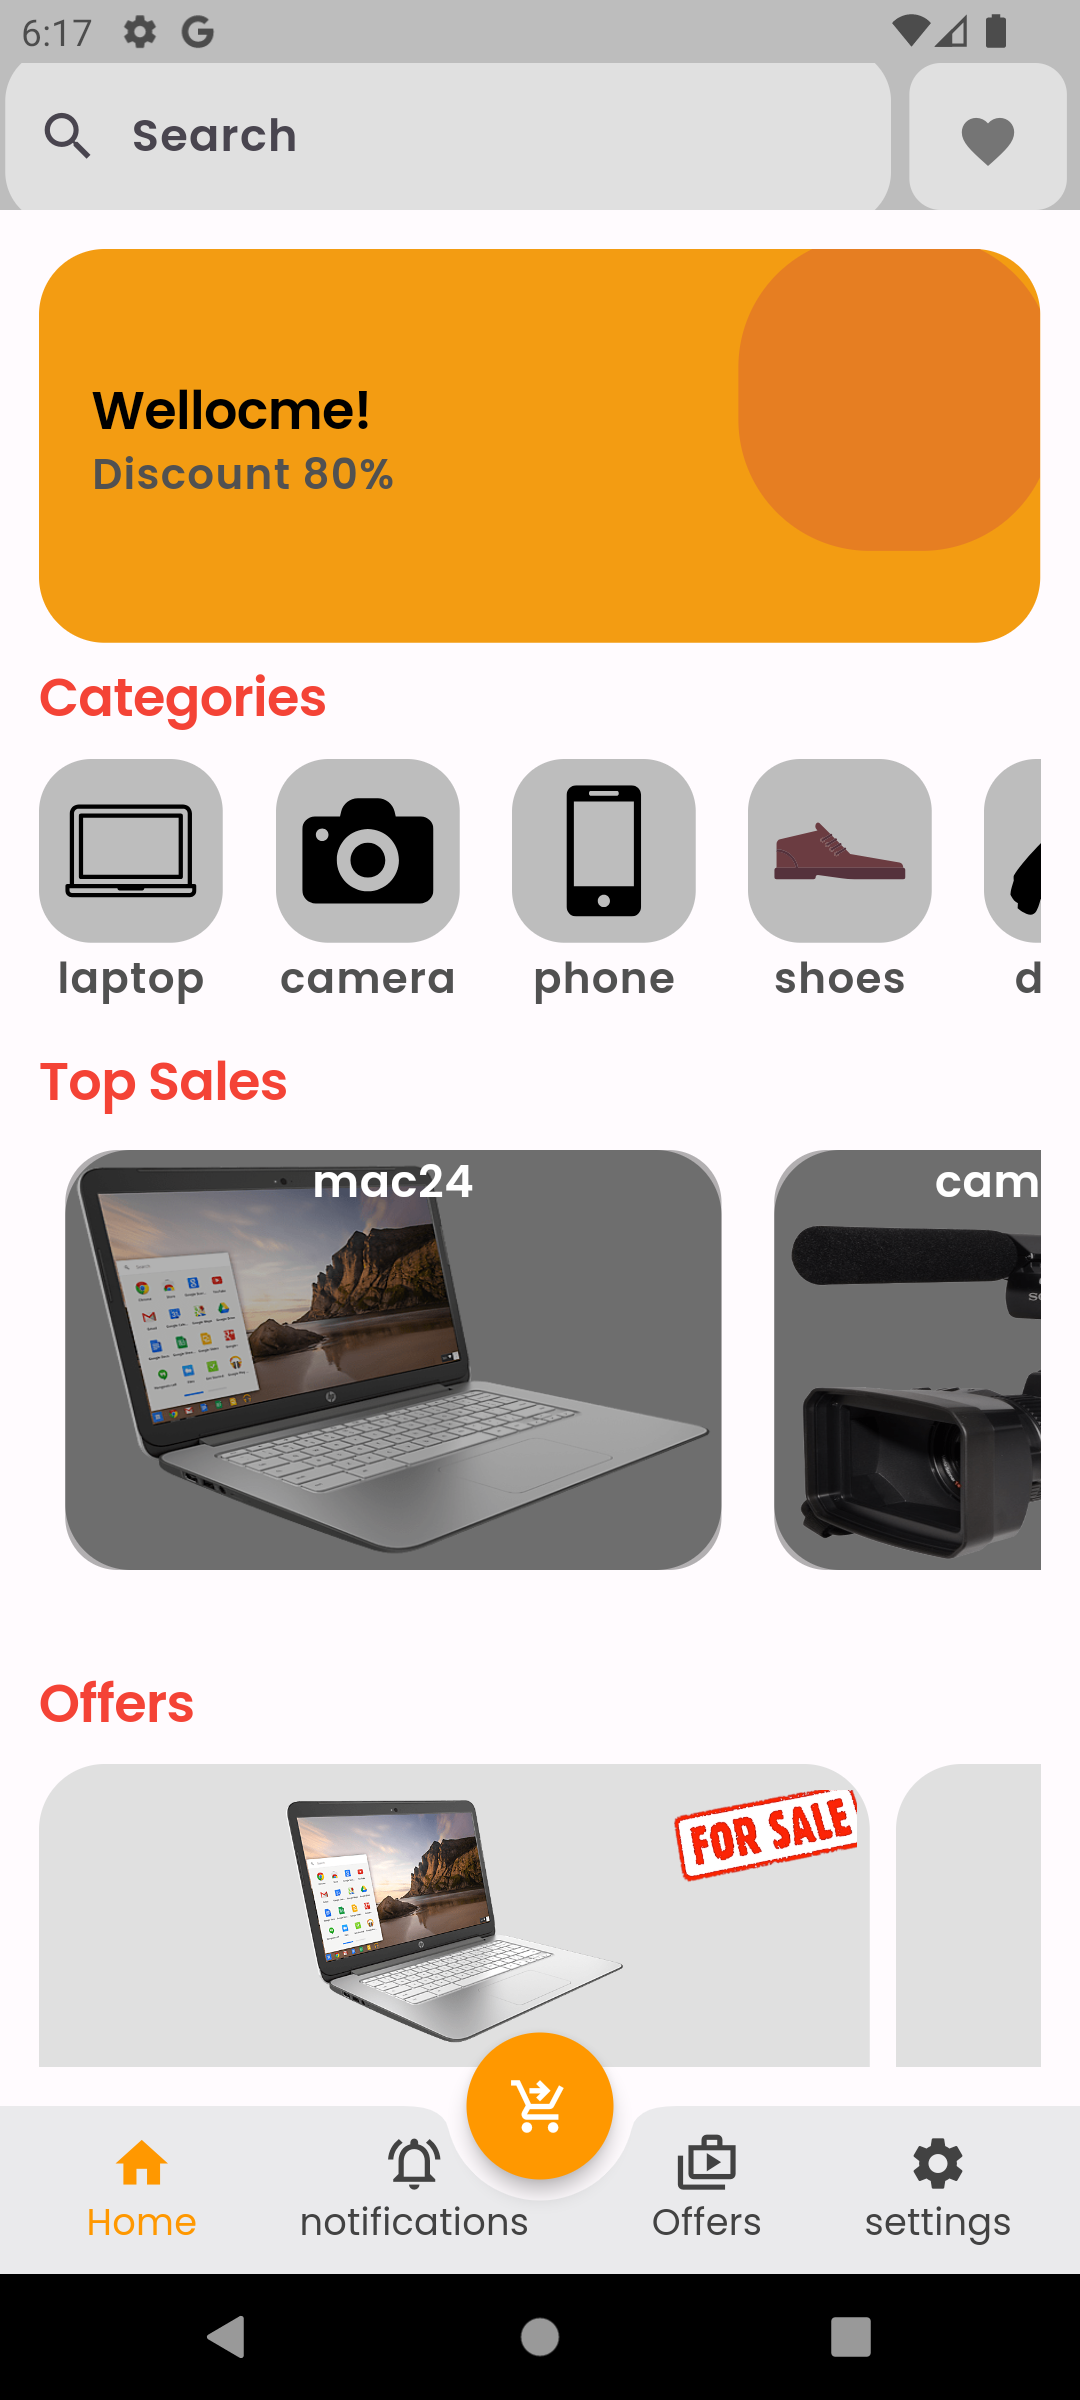 6:17
Search
Wellocme!
Discount 80%
Categories
laptop
camera
phone
shoes
d
Top Sales
mac24
cam
Offers
FOR SALE
Home
notifications
Offers
settings